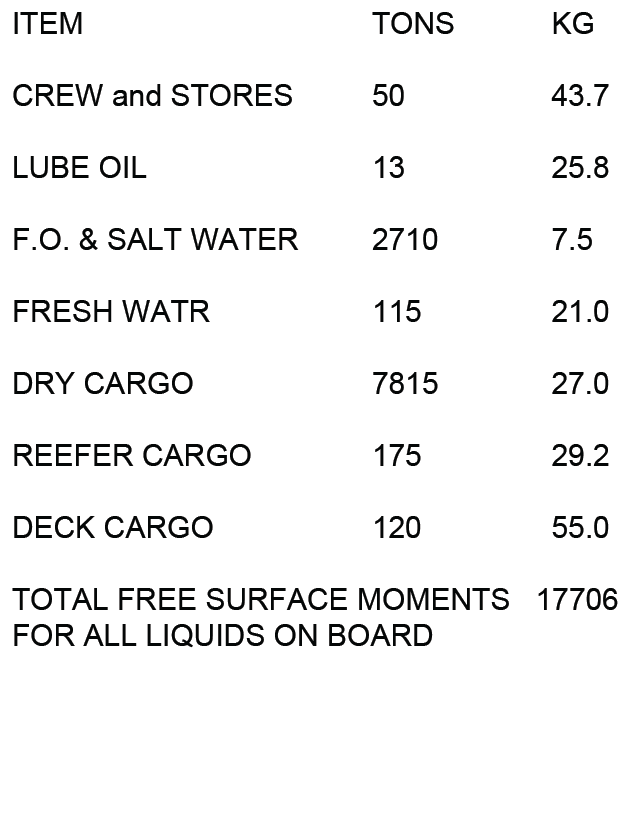 ITEM TONS KG
CREW and STORES 50 43.7
LUBE OIL 13 25.8
F.O. & SALT WATER 2710 7.5
FRESH WATR 115 21.0
DRY CARGO 7815 27.0
REEFER CARGO 175 29.2
DECK CARGO 120 55.0
TOTAL FREE SURFACE MOMENTS 17706
FOR ALL LIQUIDS ON BOARD